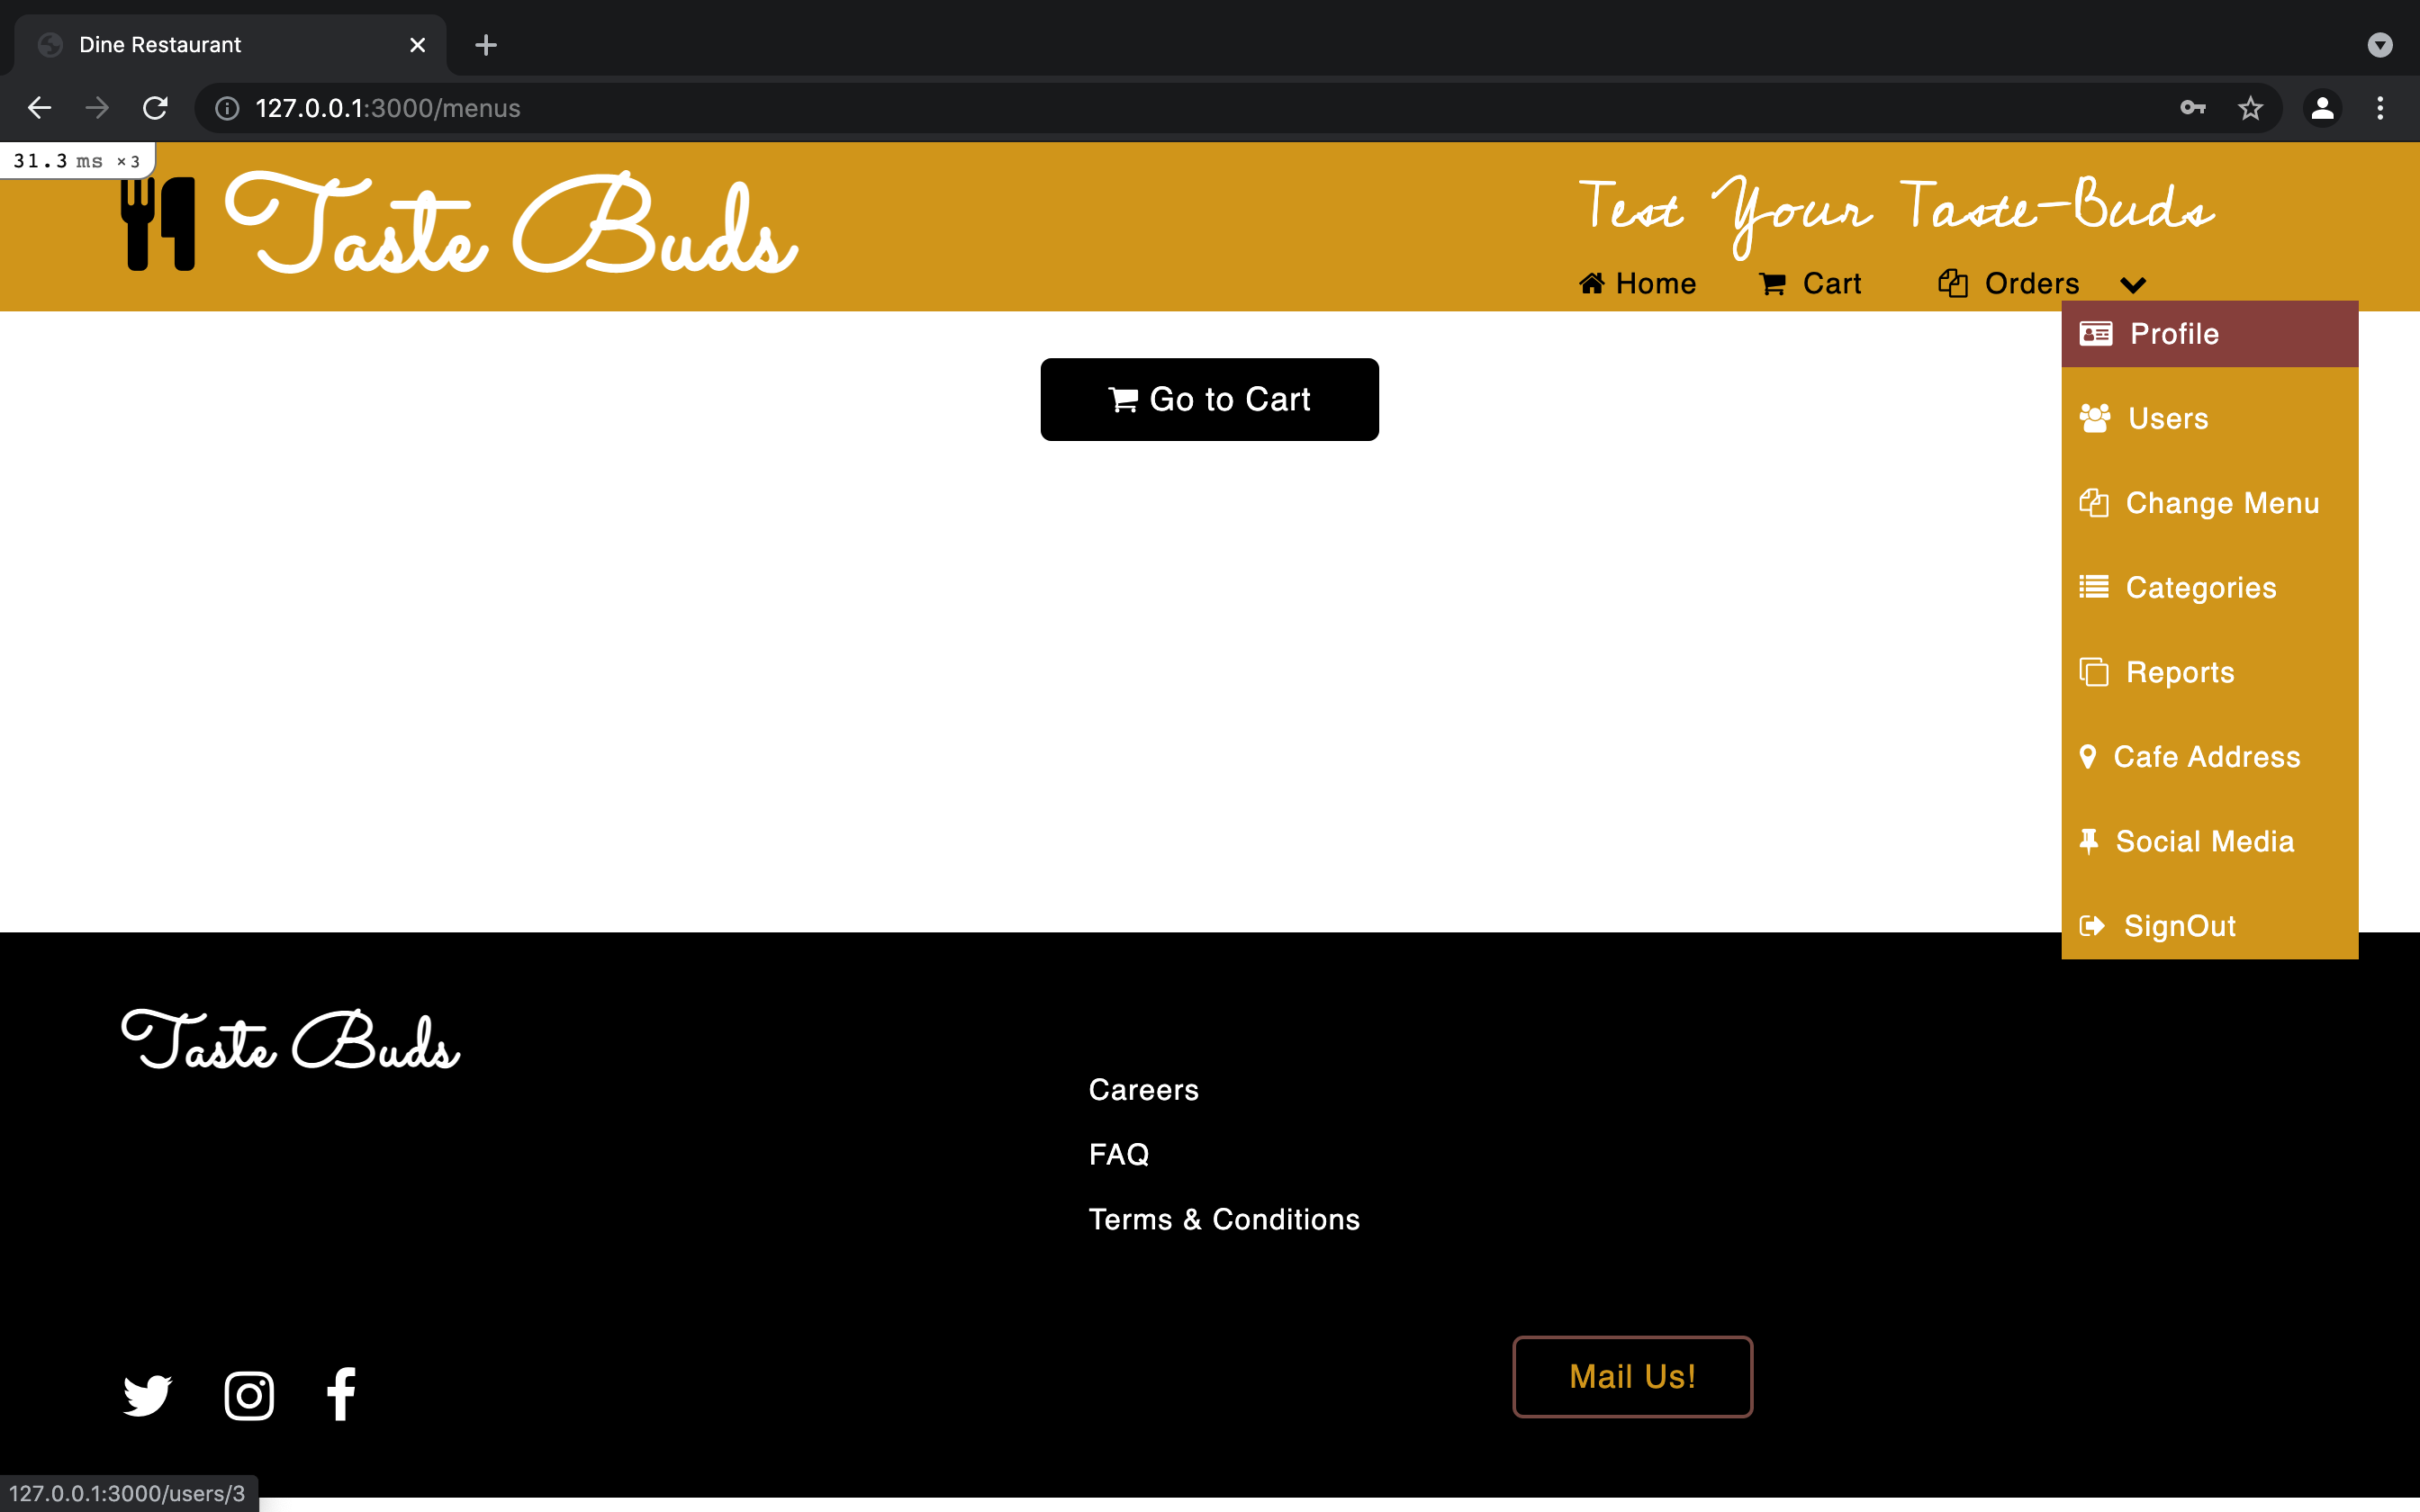 Dine Restaurant
127.0.0.1:3000/menus
31.3 ms ×3
Taste Buds
Test Your Taste-Buds
Home Cart Orders
Profile
Go to Cart
Users
Change Menu
Categories
Reports
Cafe Address
Social Media
SignOut
Taste Buds
Careers
FAQ
Terms & Conditions
Mail Us!
127.0.0.1:3000/users/3